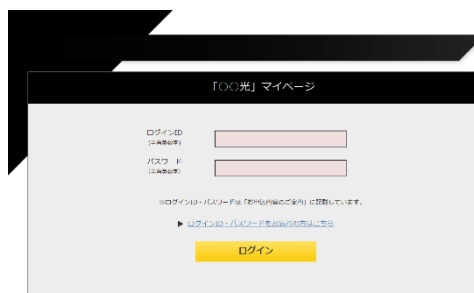 「○○光」マイページ
ログインID
(半角英数字)
パスワード
(半角英数字)
※ログインID・パスワードは「お申込内容のご案内」に記載しています。
▶ ログインID・パスワードをお忘れの方はこちら
ログイン